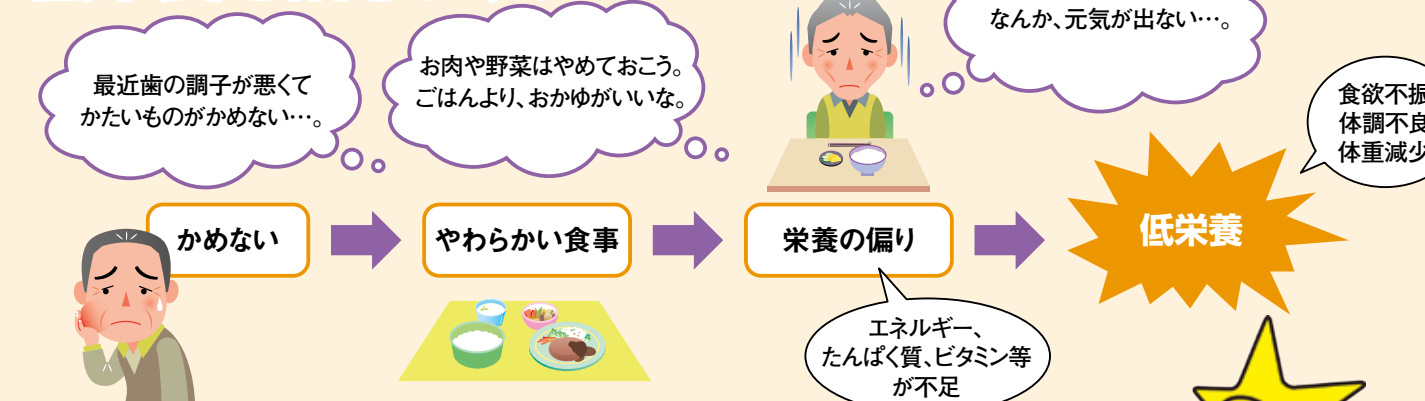 最近歯の調子が悪くて
かたいものがかめない…。
お肉や野菜はやめておこう。
ごはんより、おかゆがいいな。
なんか、元気が出ない…。
食欲不振
体調不良
体重減少
かめない
やわらかい食事
栄養の偏り
低栄養
エネルギー、
たんぱく質、ビタミン等
が不足